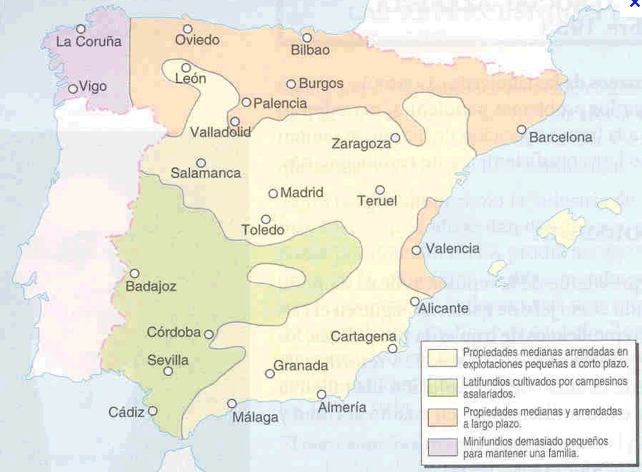 La Coruña
Oviedo
Bilbao
Vigo
León
Burgos
Palencia
Valladolid
Zaragoza
Barcelona
Salamanca
Madrid
Teruel
Toledo
Valencia
Badajoz
Alicante
Córdoba
Cartagena
Sevilla
Granada
Cádiz
Málaga
Almería
Propiedades medianas arrendadas en
explotaciones pequeñas a corto plazo.
Latifundios cultivados por campesinos
asalariados.
Propiedades medianas y arrendadas
a largo plazo.
Minifundios demasiado pequeños
para mantener una familia.